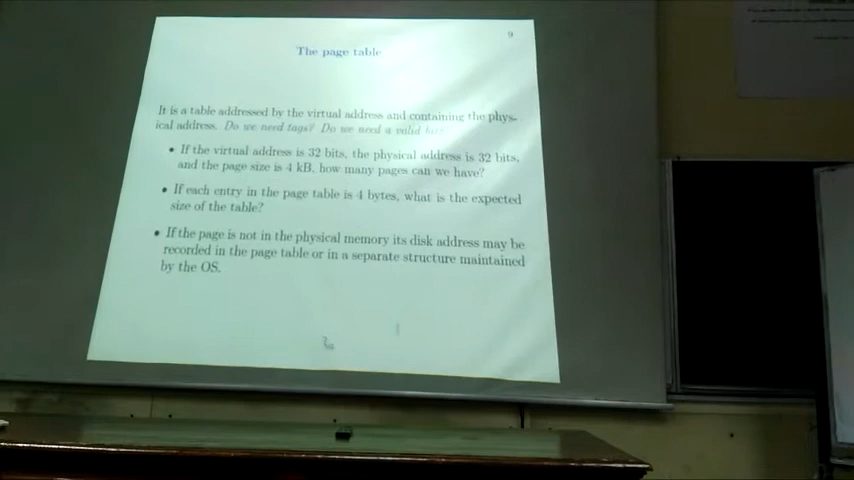 9
The page table
It is a table addressed by the virtual address and containing the phys-
ical address. Do we need tags? Do we need a valid bit
• If the virtual address is 32 bits, the physical address is 32 bits,
and the page size is 4 kB, how many pages can we have?
• If each entry in the page table is 4 bytes, what is the expected
size of the table?
• If the page is not in the physical memory its disk address may be
recorded in the page table or in a separate structure maintained
by the OS.